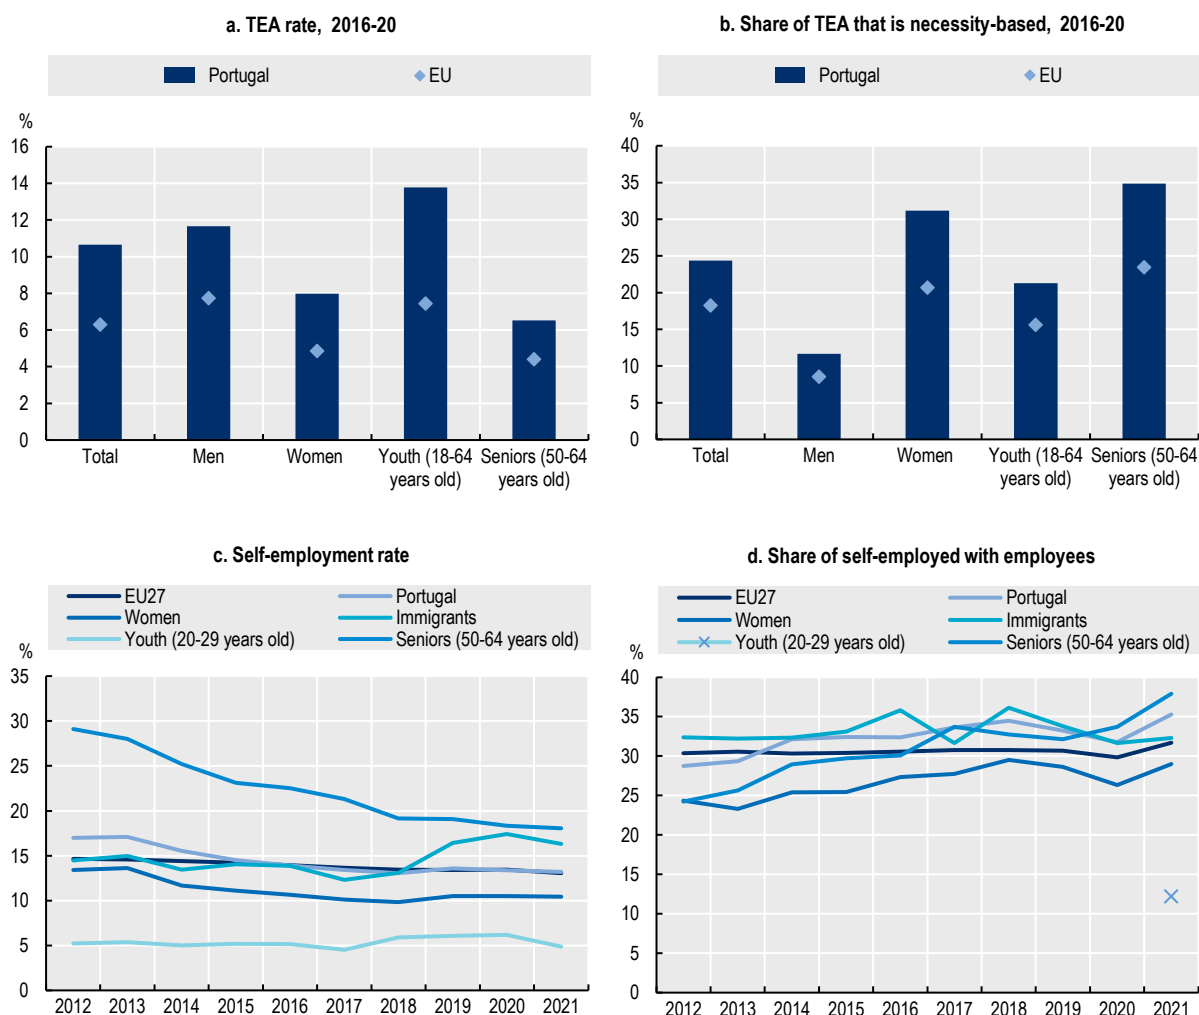 a. TEA rate, 2016-20
Portugal EU
%
16
14
12
10
8
6
4
2
0
Total Men Women Youth (18-64 years old) Seniors (50-64 years old)
b. Share of TEA that is necessity-based, 2016-20
Portugal EU
%
40
35
30
25
20
15
10
5
0
Total Men Women Youth (18-64 years old) Seniors (50-64 years old)
c. Self-employment rate
EU27 Portugal
Women Immigrants
Youth (20-29 years old) Seniors (50-64 years old)
%
35
30
25
20
15
10
5
0
2012 2013 2014 2015 2016 2017 2018 2019 2020 2021
d. Share of self-employed with employees
EU27 Portugal
Women Immigrants
Youth (20-29 years old) Seniors (50-64 years old)
%
40
35
30
25
20
15
10
5
0
2012 2013 2014 2015 2016 2017 2018 2019 2020 2021